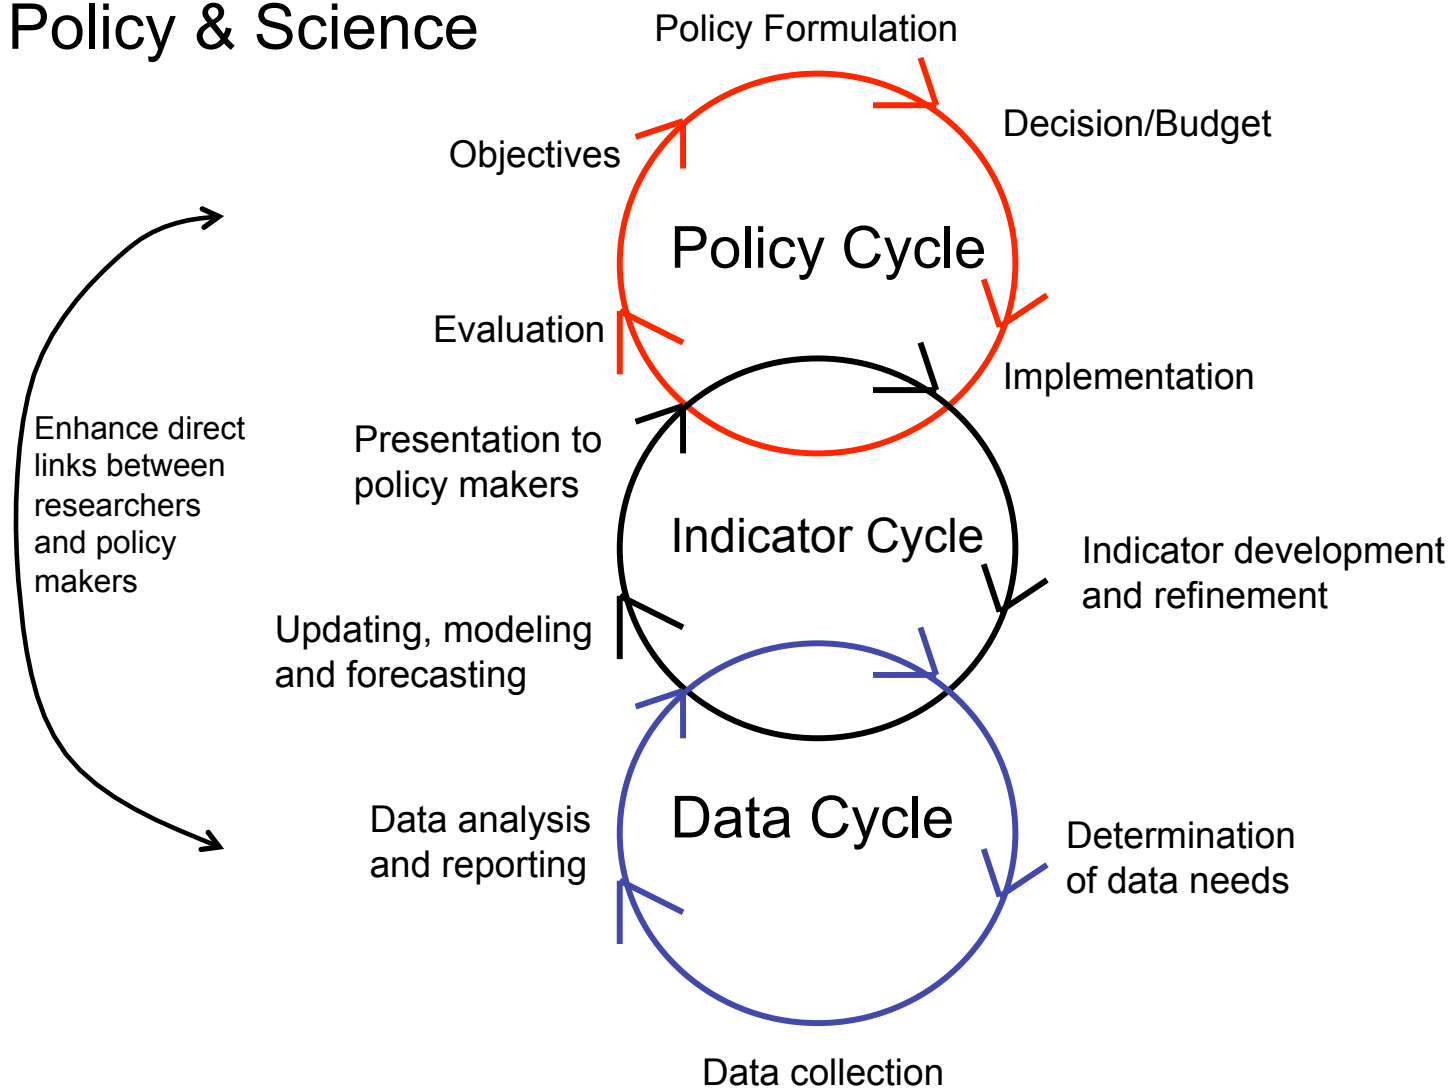 Policy & Science
Policy Formulation
Decision/Budget
Objectives
Policy Cycle
Evaluation
Implementation
Enhance direct
links between
researchers
and policy
makers
Presentation to
policy makers
Indicator Cycle
Indicator development
and refinement
Updating, modeling
and forecasting
Data Cycle
Data analysis
and reporting
Determination
of data needs
Data collection